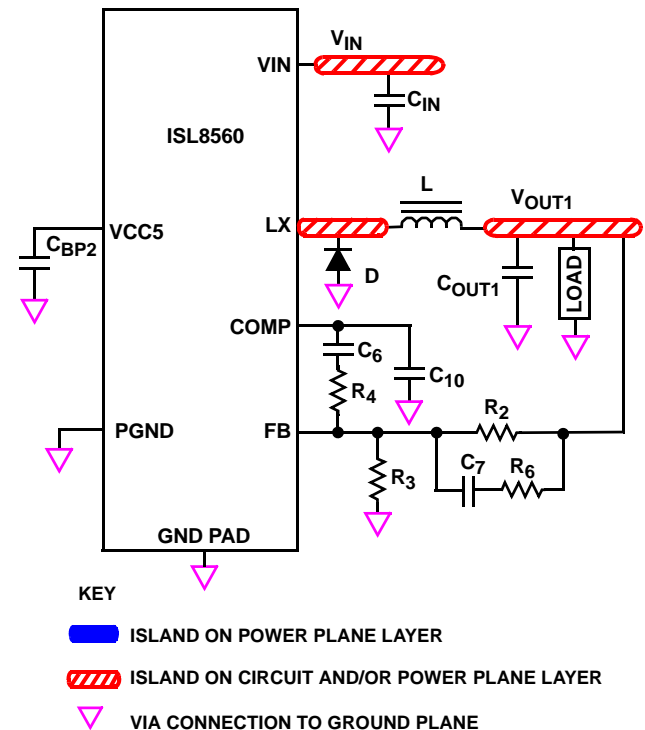 VIN
VIN
CIN
ISL8560
L
VOUT1
LX
CBP2
VCC5
D
COUT1
LOAD
COMP
C6
C10
R4
R2
PGND
FB
C7
R6
R3
GND PAD
KEY
ISLAND ON POWER PLANE LAYER
ISLAND ON CIRCUIT AND/OR POWER PLANE LAYER
VIA CONNECTION TO GROUND PLANE